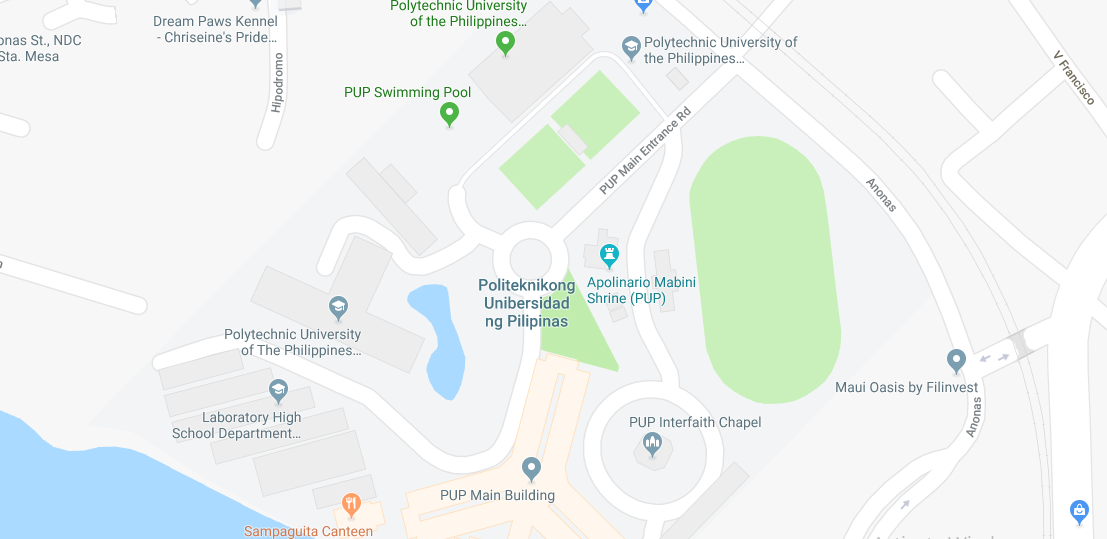 Polytechnic University
of the Philippines…
Dream Paws Kennel
- Chriseine's Pride…
onas St., NDC
Sta. Mesa
Polytechnic University of
the Philippines…
V Francisco
Hipodromo
PUP Swimming Pool
PUP Main Entrance Rd
Anonas
Politeknikong
Unibersidad
ng Pilipinas
Apolinario Mabini
Shrine (PUP)
Polytechnic University
of The Philippines…
Maui Oasis by Filinvest
Anonas
Laboratory High
School Department…
PUP Interfaith Chapel
PUP Main Building
Sampaguita Canteen